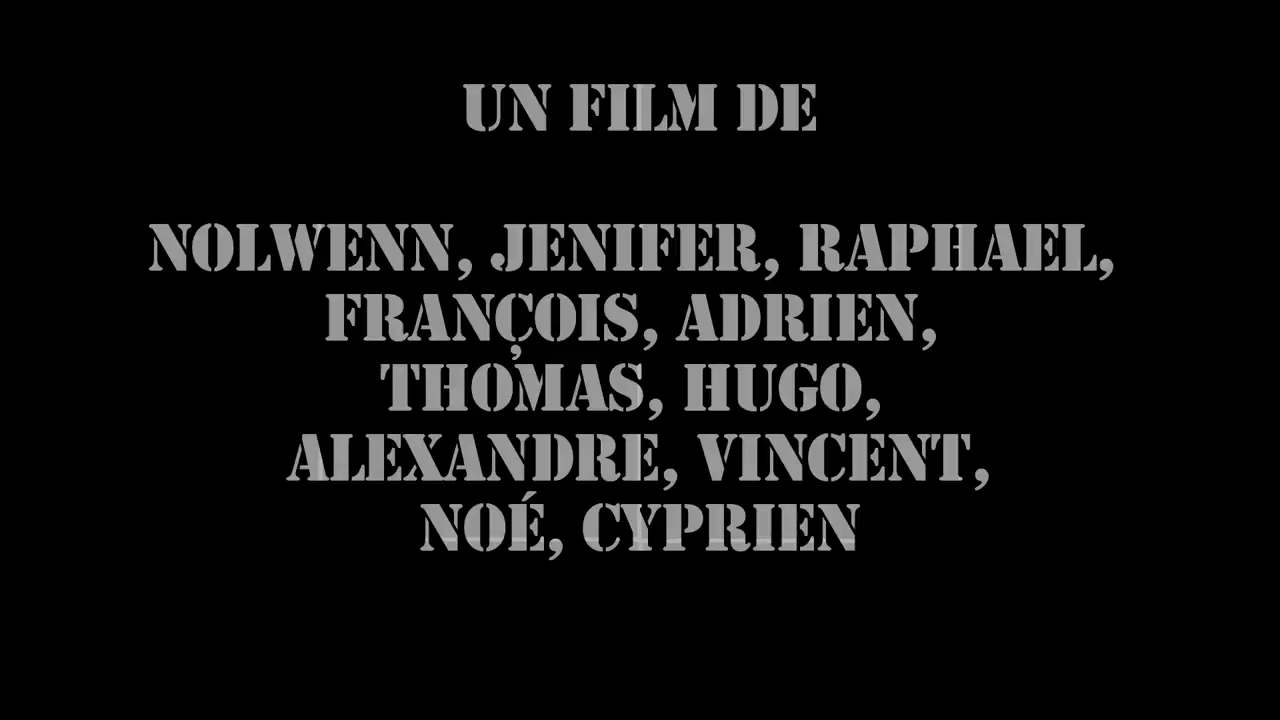 UN FILM DE
NOLWENN, JENIFER, RAPHAEL,
FRANÇOIS, ADRIEN,
THOMAS, HUGO,
ALEXANDRE, VINCENT,
NOÉ, CYPRIEN